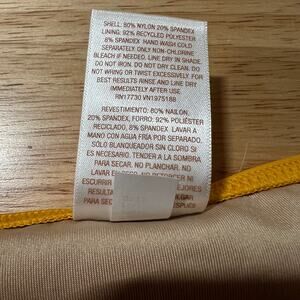 SHELL: 80% NYLON 20% SPANDEX
LINING: 92% RECYCLED POLYESTER
8% SPANDEX HAND WASH COLD
SEPARATELY. ONLY NON-CHLORINE
BLEACH IF NEEDED. LINE DRY IN SHADE.
DO NOT IRON. DO NOT DRY CLEAN. DO
NOT WRING OR TWIST EXCESSIVELY. FOR
BEST RESULTS RINSE AND LINE DRY
IMMEDIATELY AFTER USE.
RN17730 VN1975188
REVESTIMIENTO: 80% NAILON,
20% SPANDEX, FORRO: 92% POLIÉSTER
RECICLADO, 8% SPANDEX. LAVAR A
MANO CON AGUA FRÍA POR SEPARADO.
SÓLO BLANQUEADOR SIN CLORO SI
ES NECESARIO. TENDER A LA SOMBRA
PARA SECAR. NO PLANCHAR. NO
LAVAR EN SECO. NO RETORCER NI
ESCURRIR
RESULTA